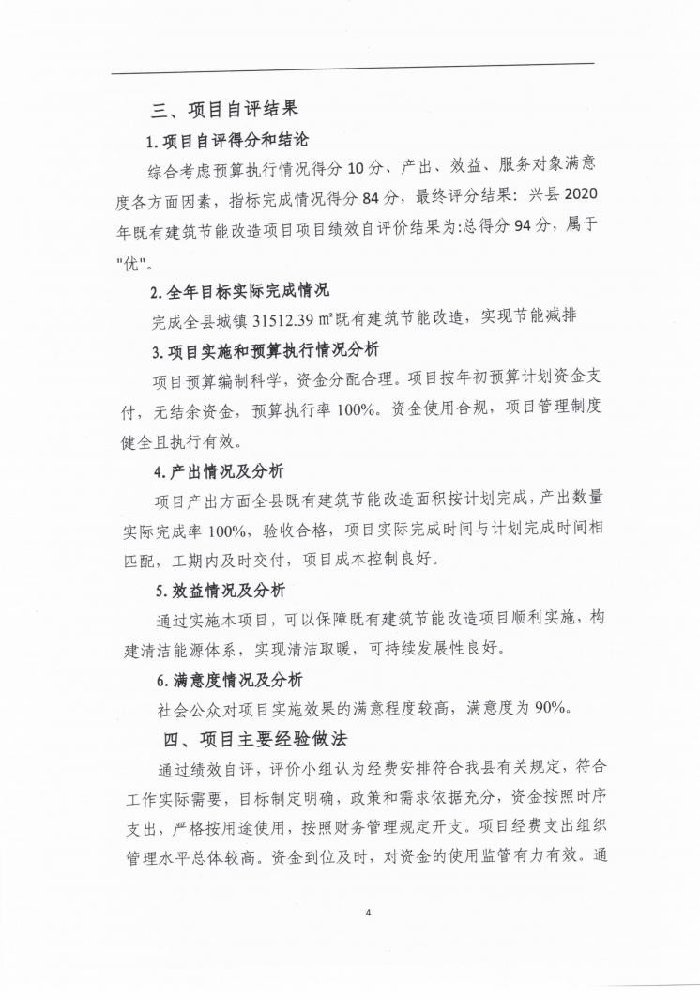 三、项目自评结果
1.项目自评得分和结论
综合考虑预算执行情况得分 10 分、产出、效益、服务对象满意
度各方面因素，指标完成情况得分 84 分，最终评分结果：兴县 2020
年既有建筑节能改造项目项目绩效自评价结果为:总得分 94 分，属于
"优"。
2.全年目标实际完成情况
完成全县城镇 31512.39 ㎡既有建筑节能改造，实现节能减排
3.项目实施和预算执行情况分析
项目预算编制科学，资金分配合理。项目按年初预算计划资金支
付，无结余资金，预算执行率 100%。资金使用合规，项目管理制度
健全且执行有效。
4.产出情况及分析
项目产出方面全县既有建筑节能改造面积按计划完成，产出数量
实际完成率 100%，验收合格，项目实际完成时间与计划完成时间相
匹配，工期内及时交付，项目成本控制良好。
5.效益情况及分析
通过实施本项目，可以保障既有建筑节能改造项目顺利实施，构
建清洁能源体系，实现清洁取暖，可持续发展性良好。
6.满意度情况及分析
社会公众对项目实施效果的满意程度较高，满意度为 90%。
四、项目主要经验做法
通过绩效自评，评价小组认为经费安排符合我县有关规定，符合
工作实际需要，目标制定明确，政策和需求依据充分，资金按照时序
支出，严格按用途使用，按照财务管理规定开支。项目经费支出组织
管理水平总体较高。资金到位及时，对资金的使用监管有力有效。通
4